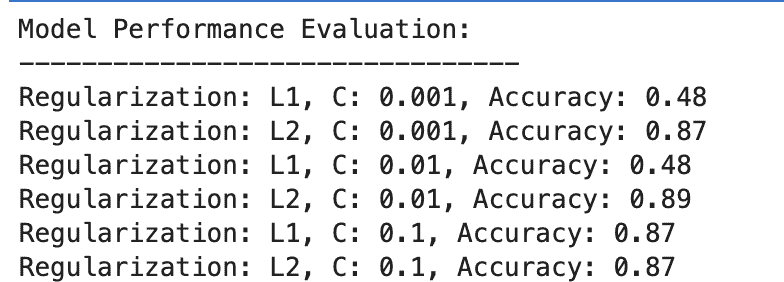 Model Performance Evaluation:
--------------------------------
Regularization: L1, C: 0.001, Accuracy: 0.48
Regularization: L2, C: 0.001, Accuracy: 0.87
Regularization: L1, C: 0.01, Accuracy: 0.48
Regularization: L2, C: 0.01, Accuracy: 0.89
Regularization: L1, C: 0.1, Accuracy: 0.87
Regularization: L2, C: 0.1, Accuracy: 0.87